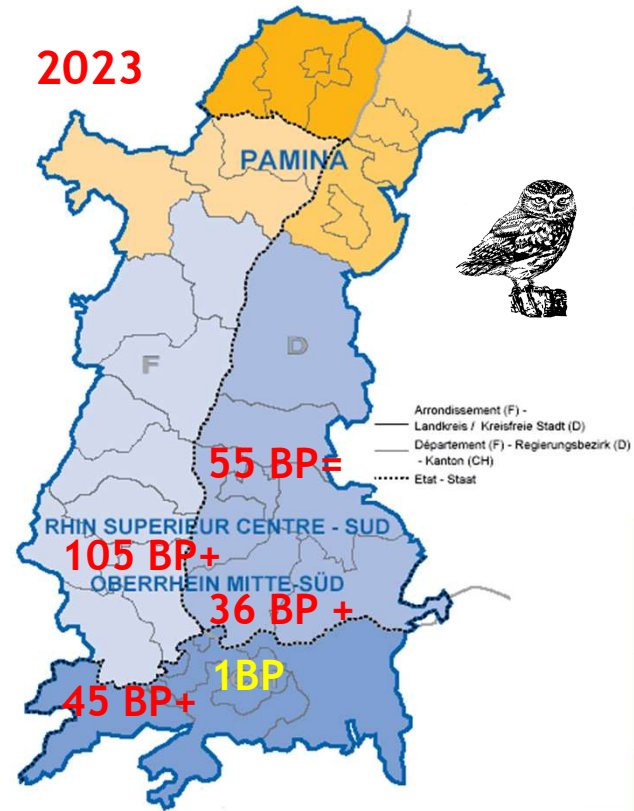 2023
PAMINA
F
D
Arrondissement (F) -
Landkreis / Kreisfreie Stadt (D)
Département (F) - Regierungsbezirk (D)
- Kanton (CH)
Etat - Staat
55 BP=
RHIN SUPERIEUR CENTRE - SUD
105 BP+
OBERRHEIN MITTE-SÜD
36 BP +
1BP
45 BP+